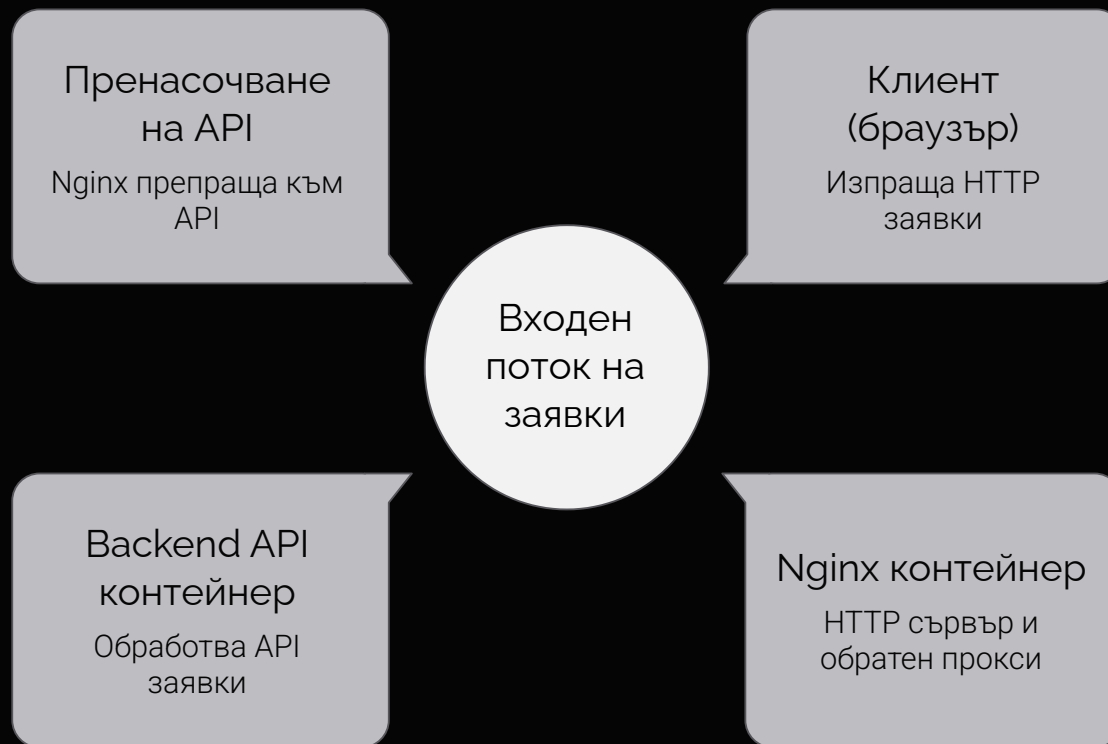 Пренасочване
на API
Nginx препраща към
API
Клиент
(браузър)
Изпраща HTTP
заявки
Входен
поток на
заявки
Backend API
контейнер
Обработва API
заявки
Nginx контейнер
HTTP сървър и
обратен прокси